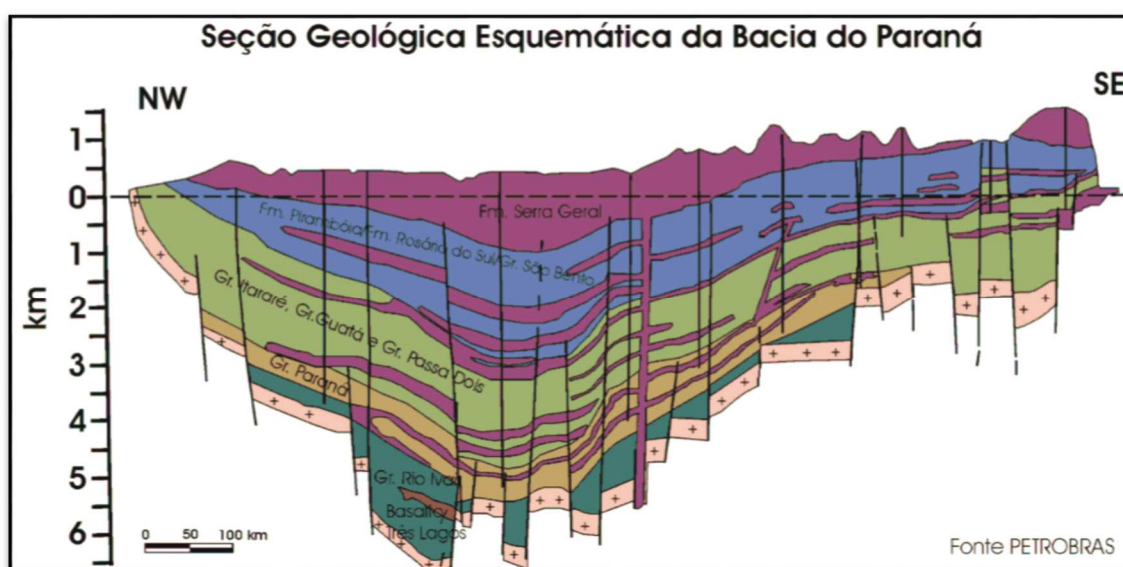 Seção Geológica Esquemática da Bacia do Paraná
NW
SE
km
1
0
1
2
3
4
5
6
Fm. Serra Geral
Fm. Pirambóia/Fm. Rosário do Sul/Gr. São Bento
Gr. Itararé, Gr.Guatá e Gr. Passa Dois
Gr. Paraná
Gr. Rio Ivaí
Basalto
Três Lagos
0 50 100 km
Fonte PETROBRAS